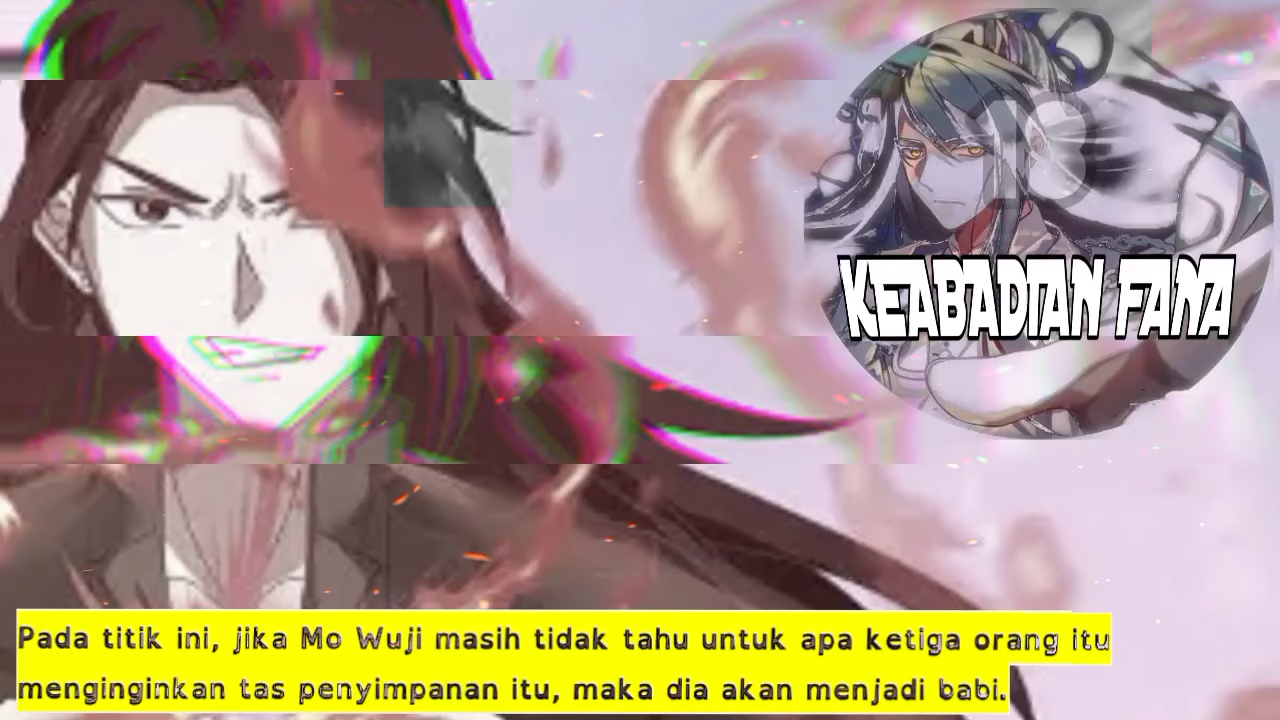 KEABADIAN FANA
Pada titik ini, jika Mo Wuji masih tidak tahu untuk apa ketiga orang itu
menginginkan tas penyimpanan itu, maka dia akan menjadi babi.